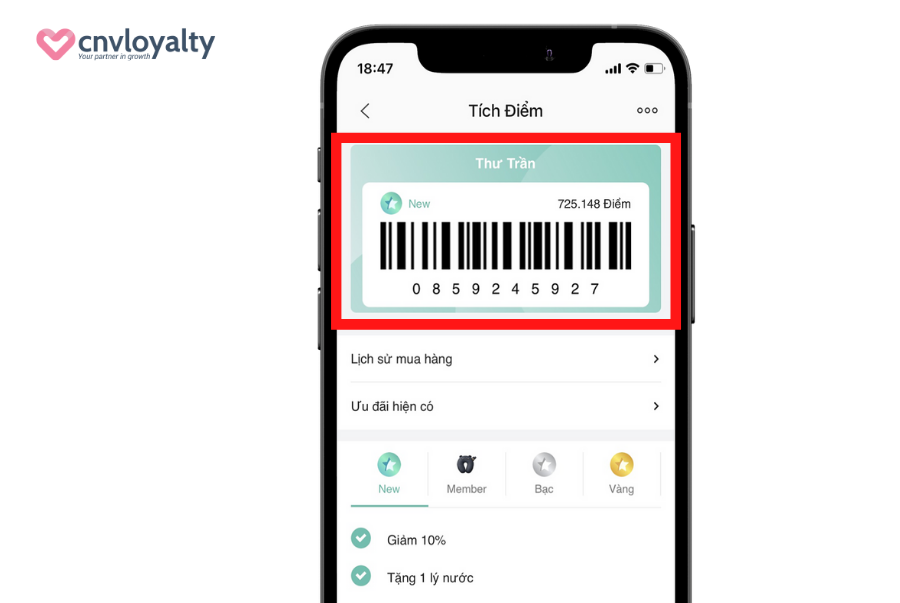 cnvloyalty
Your partner in growth
18:47
Tích Điểm
Thư Trần
New
725.148 Điểm
0 8 5 9 2 4 5 9 2 7
Lịch sử mua hàng
Ưu đãi hiện có
New Member Bạc Vàng
Giảm 10%
Tặng 1 lý nước